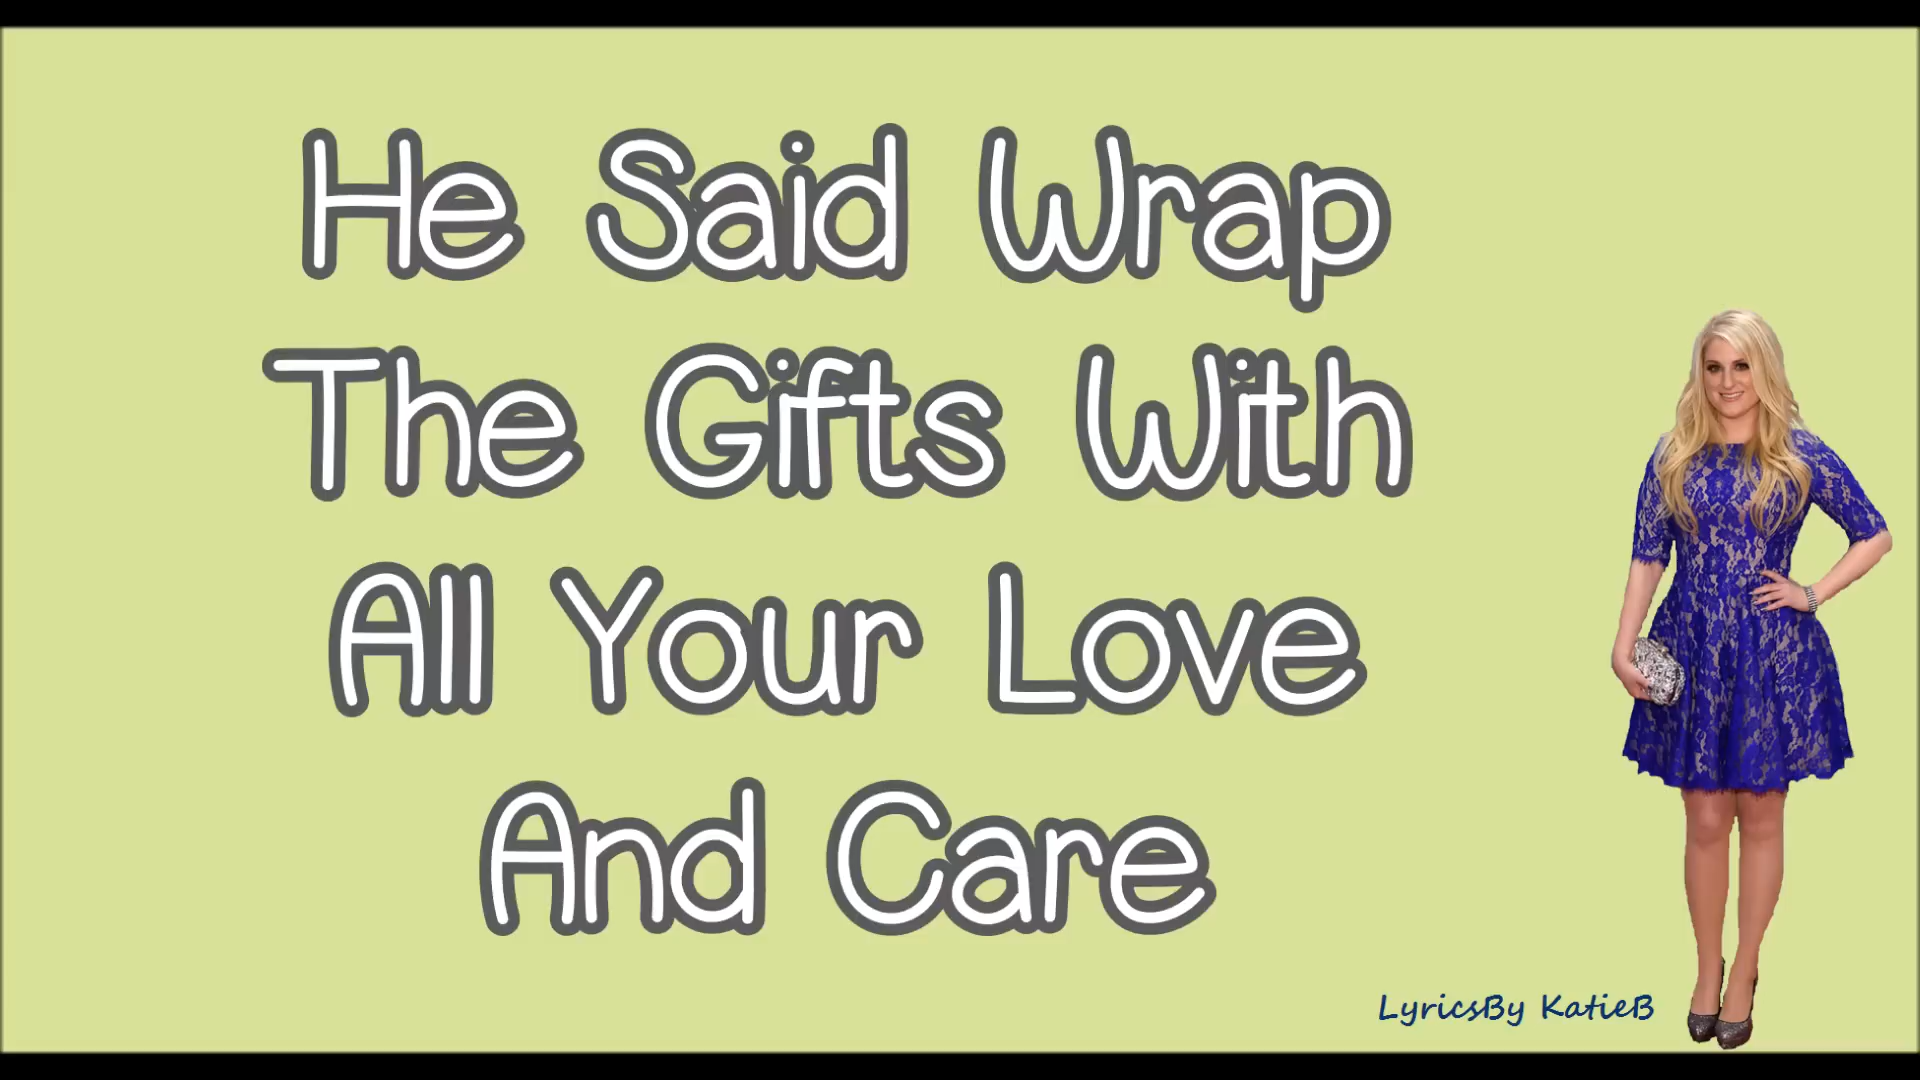 He Said Wrap
The Gifts With
All Your Love
And Care
LyricsBy KatieB